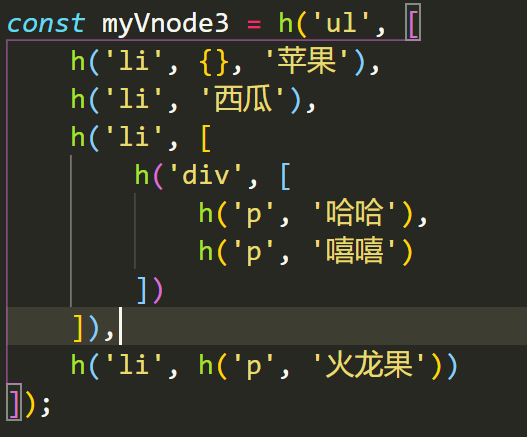 const myVnode3 = h('ul', [
    h('li', {}, '苹果'),
    h('li', '西瓜'),
    h('li', [
        h('div', [
            h('p', '哈哈'),
            h('p', '嘻嘻')
        ])
    ]),
    h('li', h('p', '火龙果'))
]);